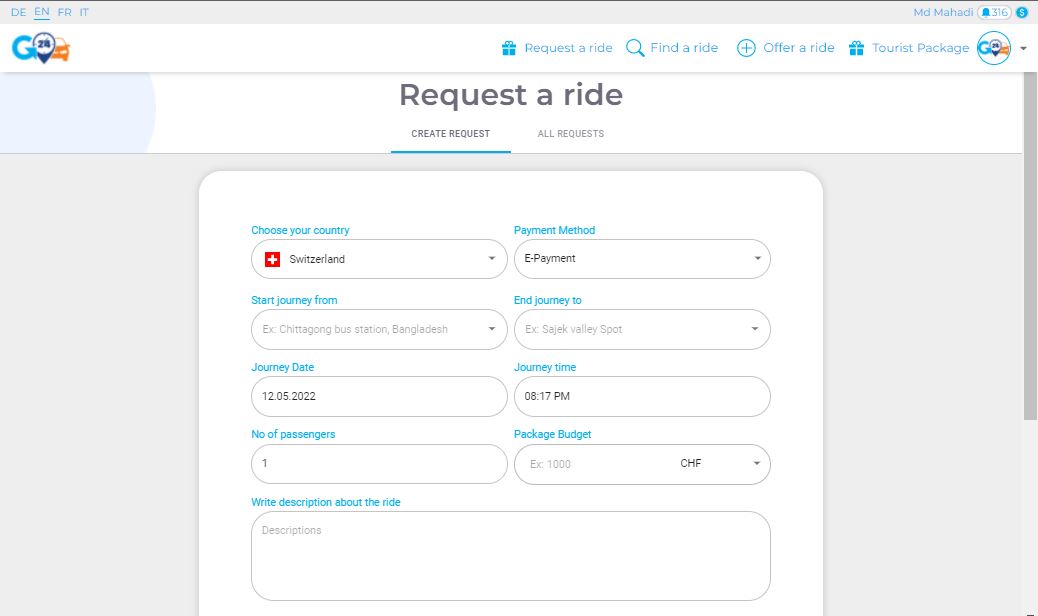 DE EN FR IT
Md Mahadi 316 $
G 24
Request a ride Find a ride Offer a ride Tourist Package G 24
Request a ride
CREATE REQUEST ALL REQUESTS
Choose your country Payment Method
Switzerland E-Payment
Start journey from End journey to
Ex: Chittagong bus station, Bangladesh Ex: Sajek valley Spot
Journey Date Journey time
12.05.2022 08:17 PM
No of passengers Package Budget
1 Ex: 1000 CHF
Write description about the ride
Descriptions